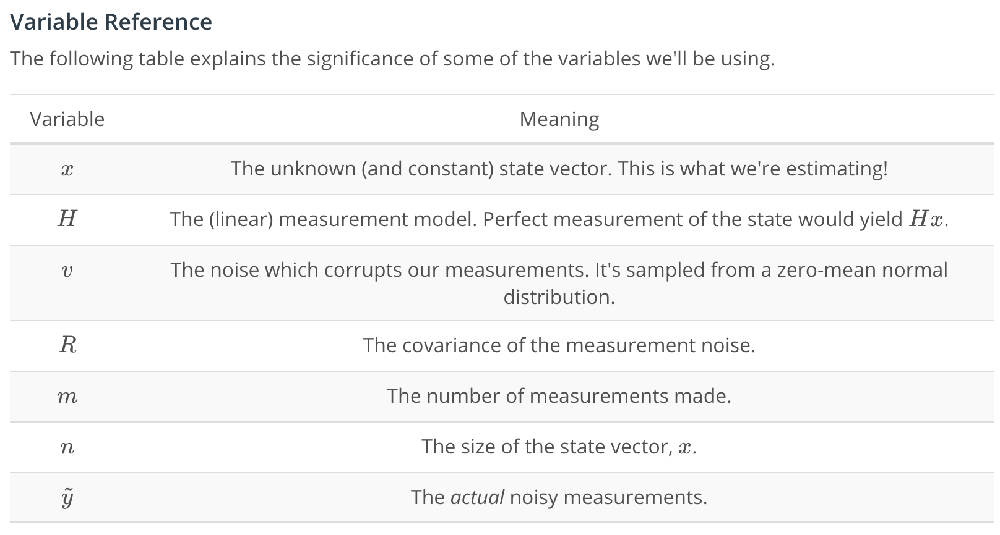 Variable Reference
The following table explains the significance of some of the variables we'll be using.
Variable Meaning
x The unknown (and constant) state vector. This is what we're estimating!
H The (linear) measurement model. Perfect measurement of the state would yield Hx.
v The noise which corrupts our measurements. It's sampled from a zero-mean normal
distribution.
R The covariance of the measurement noise.
m The number of measurements made.
n The size of the state vector, x.
ỹ The actual noisy measurements.